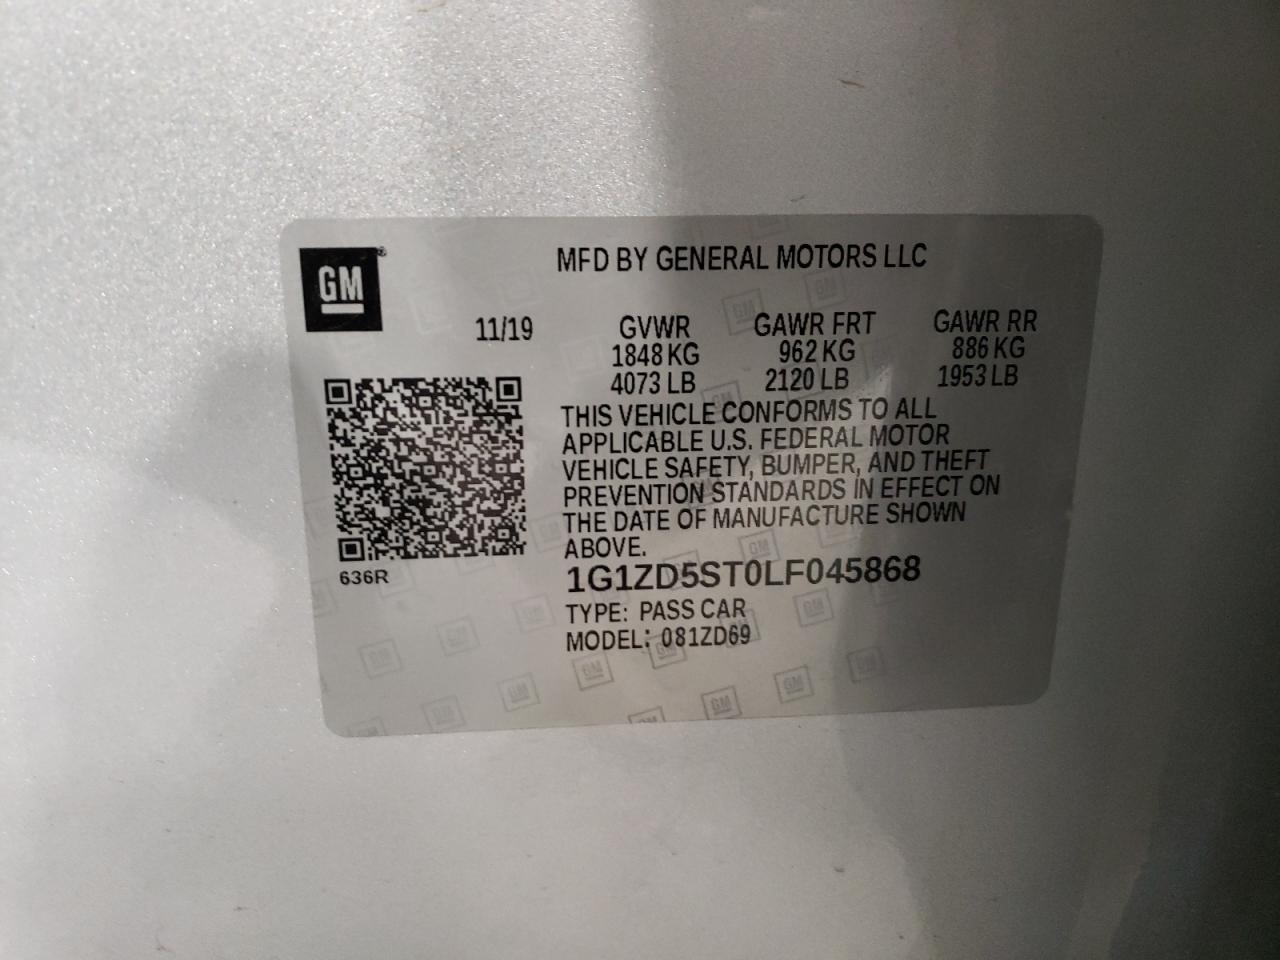 GM®
MFD BY GENERAL MOTORS LLC
11/19 GVWR GAWR FRT GAWR RR
1848 KG 962 KG 886 KG
4073 LB 2120 LB 1953 LB
THIS VEHICLE CONFORMS TO ALL
APPLICABLE U.S. FEDERAL MOTOR
VEHICLE SAFETY, BUMPER, AND THEFT
PREVENTION STANDARDS IN EFFECT ON
THE DATE OF MANUFACTURE SHOWN
ABOVE.
636R
1G1ZD5ST0LF045868
TYPE: PASS CAR
MODEL: 081ZD69